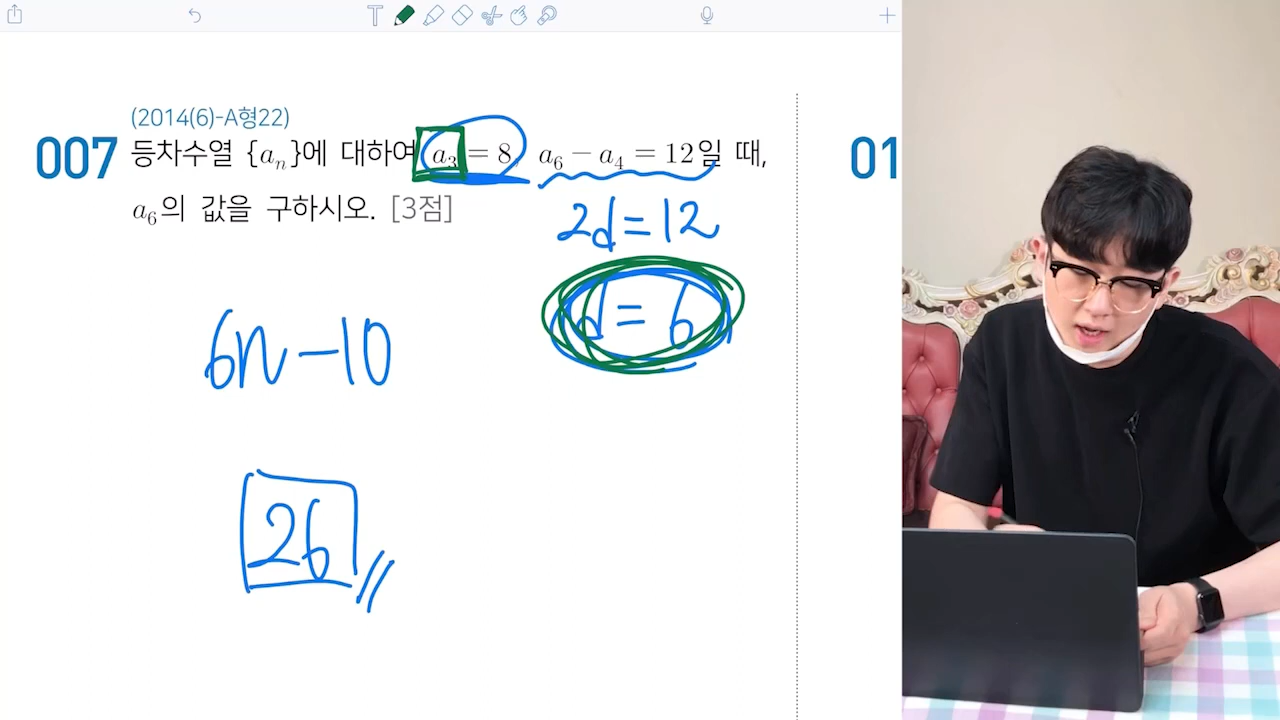 (2014(6)-A형22)
007 등차수열 {aₙ}에 대하여 a₃ = 8, a₆ − a₄ = 12일 때,
a₆의 값을 구하시오. [3점]
2d = 12
d = 6
6n − 10
26
01
T